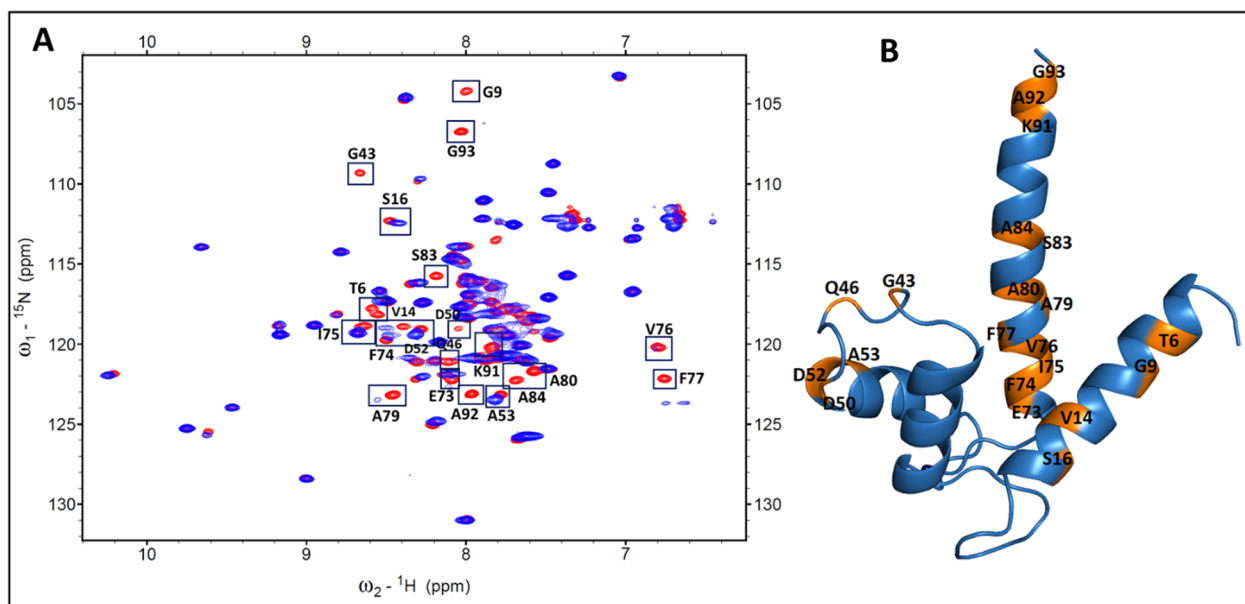 A
10 9 8 7
105 110 115 120 125 130
ω1 - 15N (ppm)
G9
G93
G43
S16
S83
T6
V14
D50
I75
F74
D52
Q46
K91
V76
F77
A84
A80
A79
E73
A92
A53
105 110 115 120 125 130
10 9 8 7
ω2 - 1H (ppm)
B
G93
A92
K91
A84
S83
Q46
G43
A80
A79
F77
V76
T6
A53
I75
G9
D52
F74
D50
E73
V14
S16